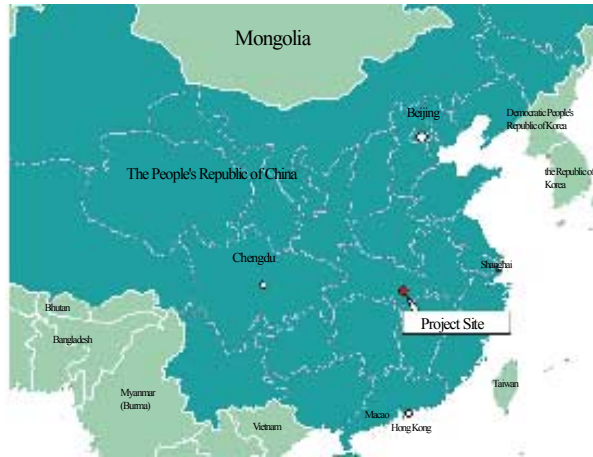 Mongolia
Beijing
Democratic People's
Republic of Korea
the Republic of
Korea
The People's Republic of China
Chengdu
Shanghai
Project Site
Bhutan
Bangladesh
Myanmar
(Burma)
Vietnam
Macao
Hong Kong
Taiwan